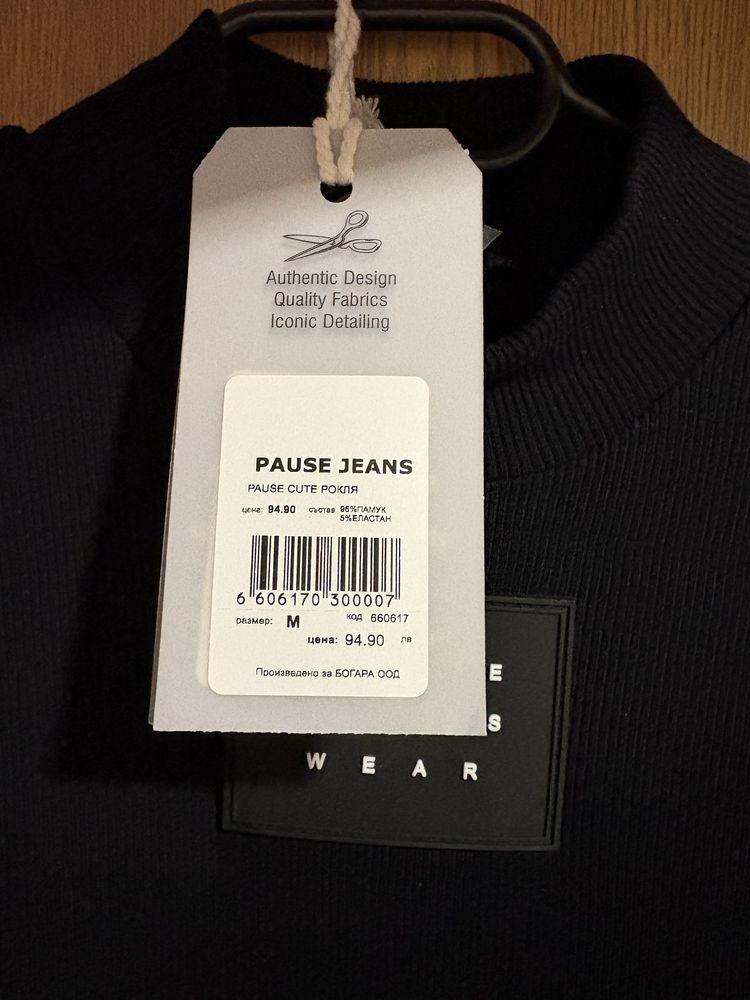 Authentic Design
Quality Fabrics
Iconic Detailing
PAUSE JEANS
PAUSE CUTE РОКЛЯ
цена: 94.90 състав 95%ПАМУК
5%ЕЛАСТАН
6 606170 300007
размер: M код 660617
цена: 94.90 лв
Произведено за БОГАРА ООД
E
S
WEAR